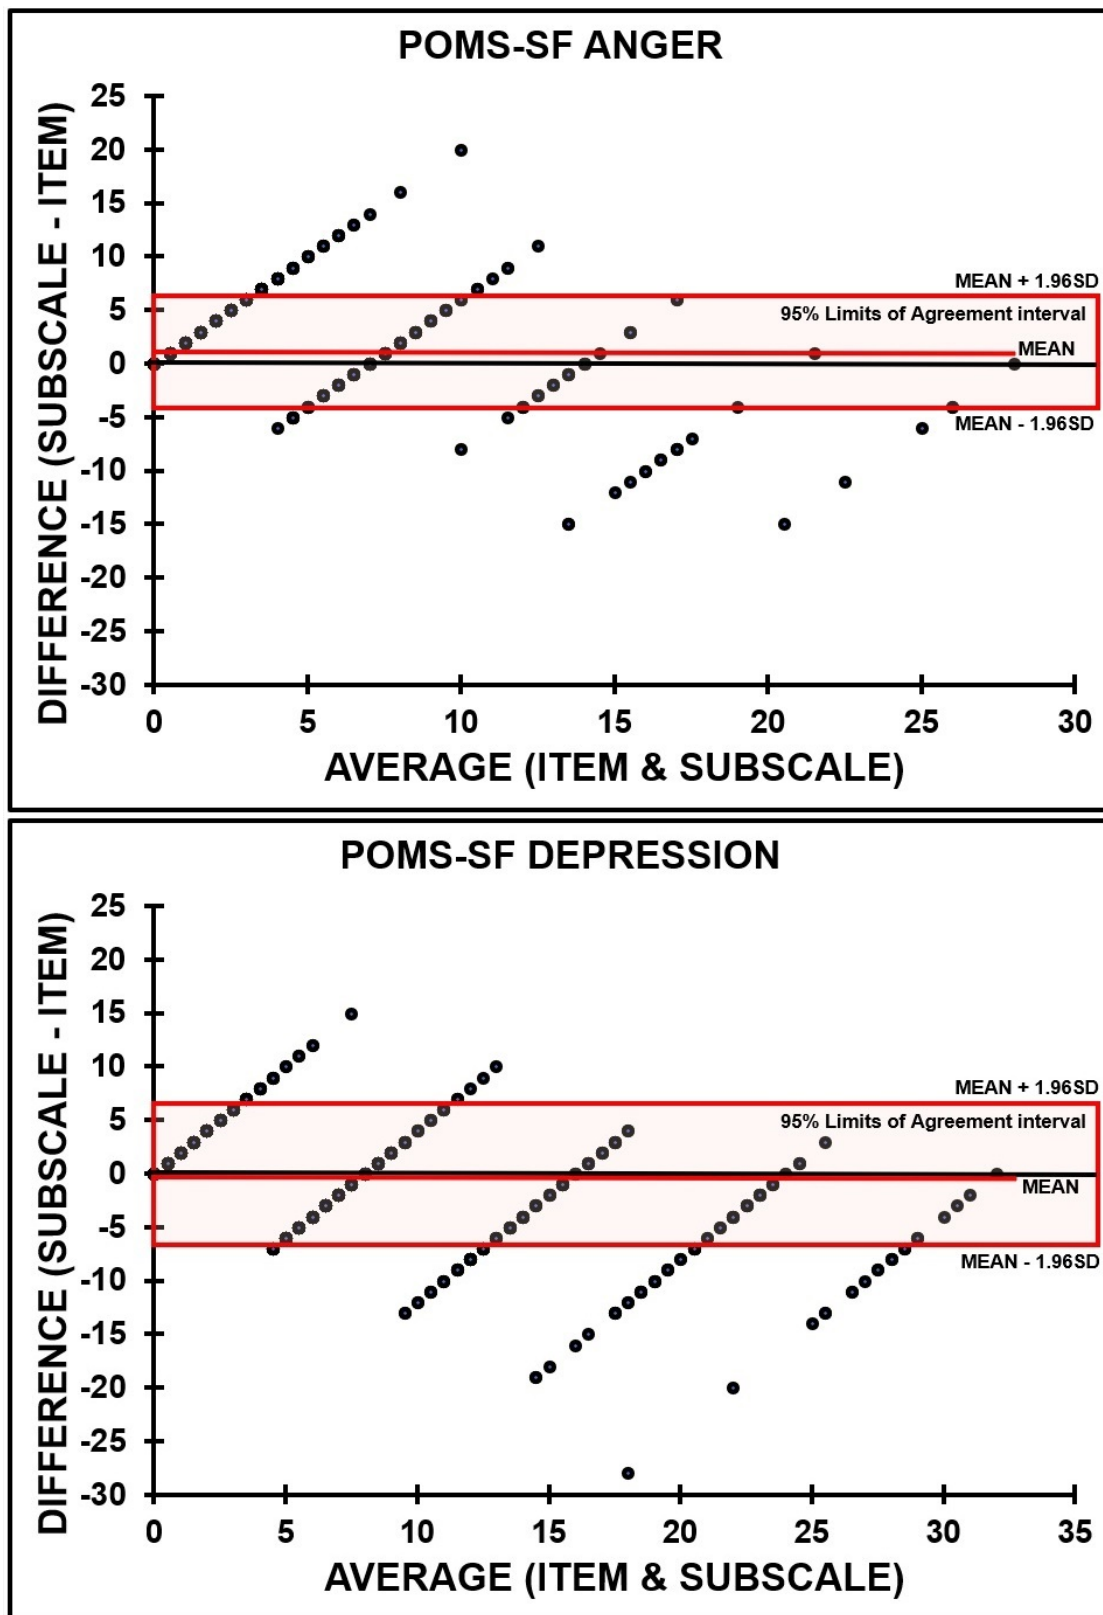 POMS-SF ANGER
DIFFERENCE (SUBSCALE - ITEM)
25
20
15
10
5
0
-5
-10
-15
-20
-25
-30
MEAN + 1.96SD
95% Limits of Agreement interval
MEAN
MEAN - 1.96SD
0 5 10 15 20 25 30
AVERAGE (ITEM & SUBSCALE)
POMS-SF DEPRESSION
DIFFERENCE (SUBSCALE - ITEM)
25
20
15
10
5
0
-5
-10
-15
-20
-25
-30
MEAN + 1.96SD
95% Limits of Agreement interval
MEAN
MEAN - 1.96SD
0 5 10 15 20 25 30 35
AVERAGE (ITEM & SUBSCALE)